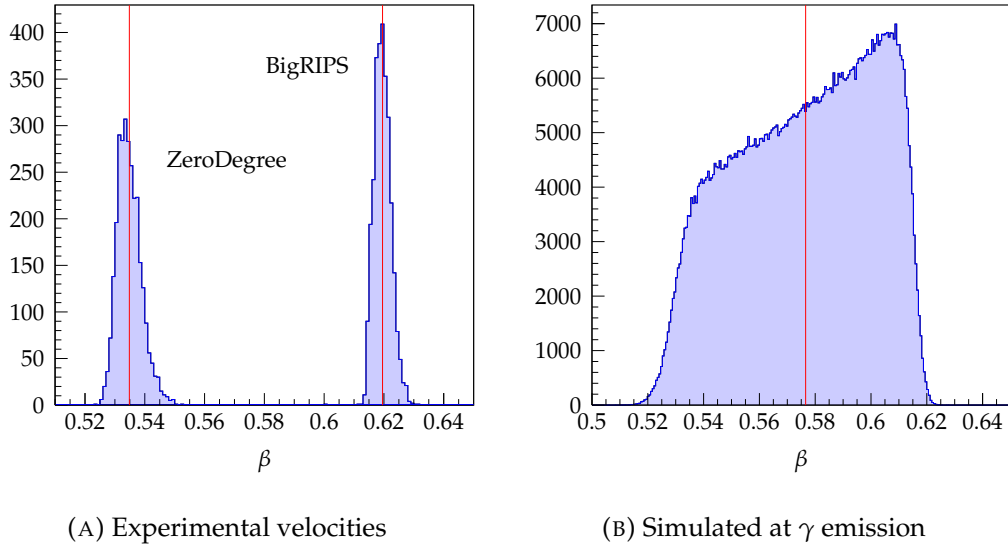 400
350
300
250
200
150
100
50
0
BigRIPS
ZeroDegree
0.52 0.54 0.56 0.58 0.6 0.62 0.64
β
(A) Experimental velocities
7000
6000
5000
4000
3000
2000
1000
0
0.5 0.52 0.54 0.56 0.58 0.6 0.62 0.64
β
(B) Simulated at γ emission